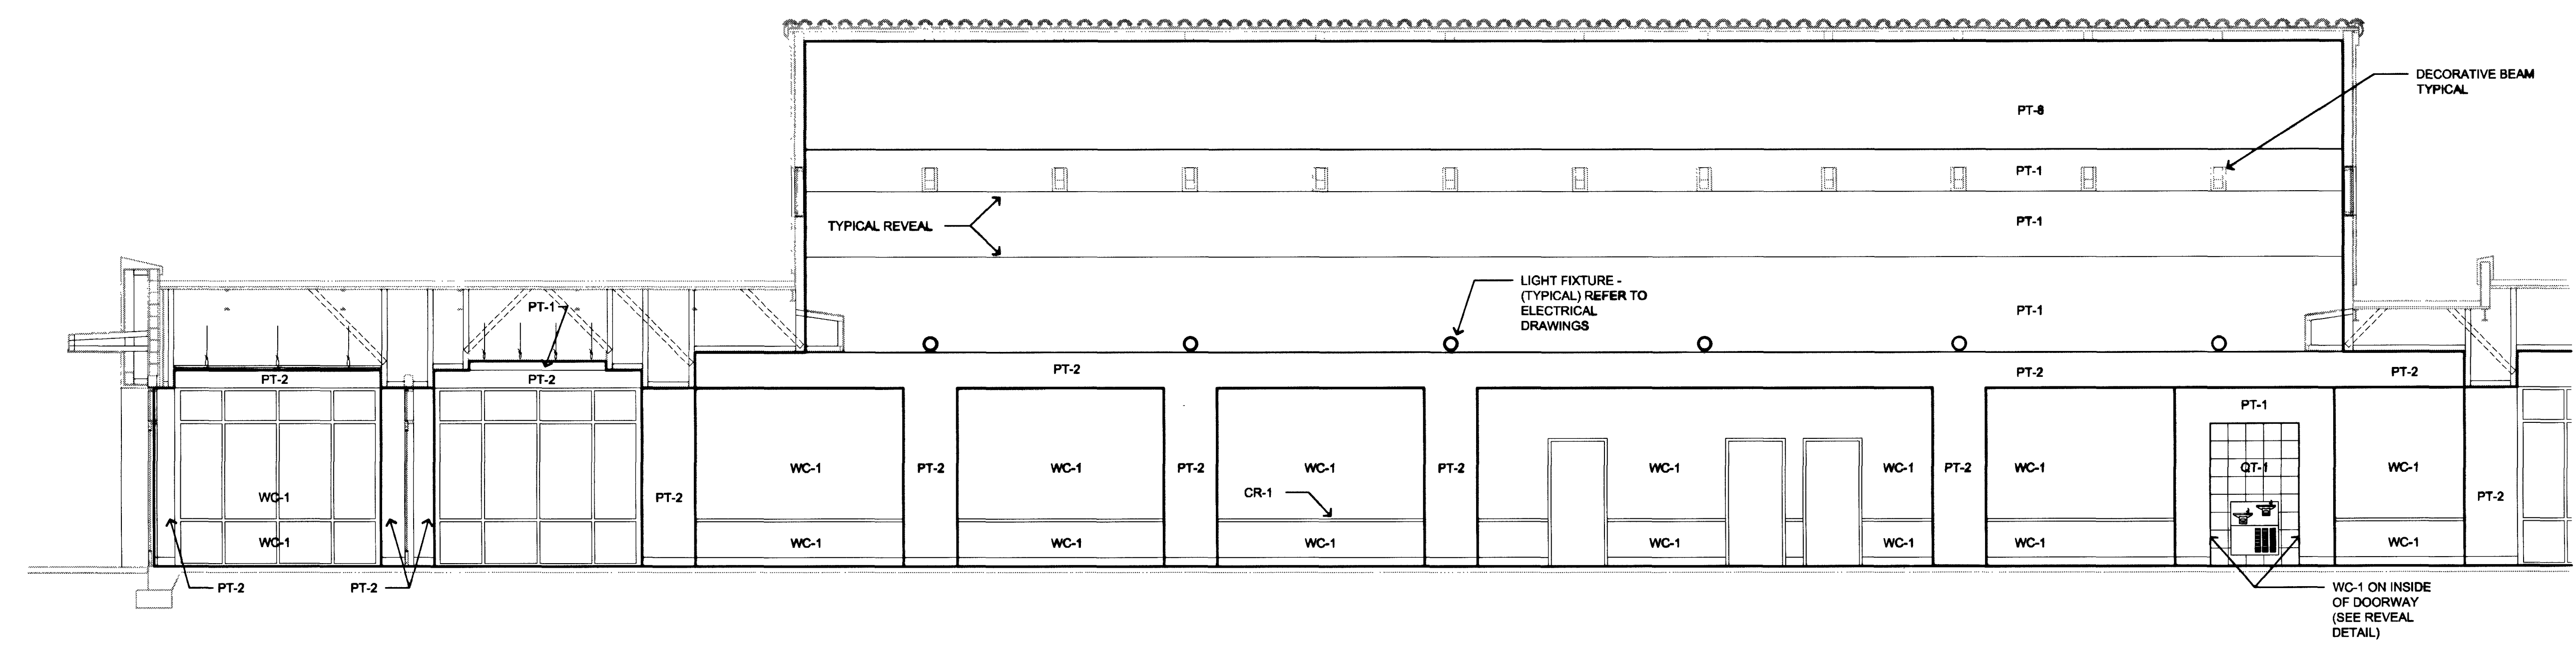 DECORATIVE BEAM
TYPICAL
PT-8
PT-1
TYPICAL REVEAL
PT-1
LIGHT FIXTURE -
(TYPICAL) REFER TO
ELECTRICAL
DRAWINGS
PT-1
PT-1
PT-2
PT-2
PT-2
PT-2
PT-2
PT-1
WC-1
PT-2
WC-1
PT-2
WC-1
PT-2
WC-1
WC-1
PT-2
WC-1
QT-1
WC-1
WC-1
PT-2
CR-1
PT-2
WC-1
WC-1
WC-1
WC-1
WC-1
WC-1
WC-1
WC-1
PT-2
PT-2
WC-1 ON INSIDE
OF DOORWAY
(SEE REVEAL
DETAIL)